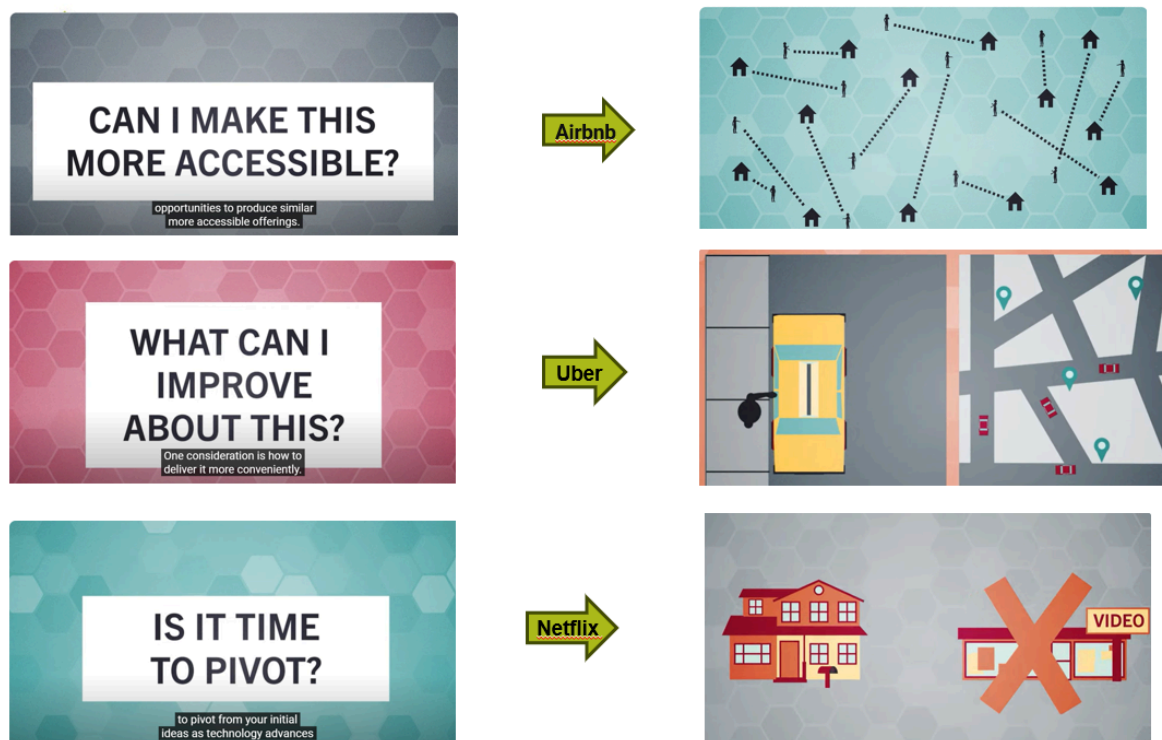 CAN I MAKE THIS
MORE ACCESSIBLE?
opportunities to produce similar
more accessible offerings.
Airbnb
WHAT CAN I
IMPROVE
ABOUT THIS?
One consideration is how to
deliver it more conveniently.
Uber
IS IT TIME
TO PIVOT?
to pivot from your initial
ideas as technology advances
Netflix
VIDEO